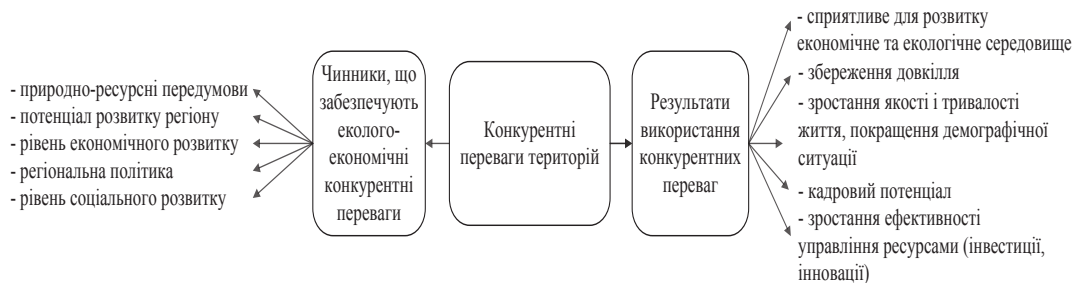 - природно-ресурсні передумови
- потенціал розвитку регіону
- рівень економічного розвитку
- регіональна політика
- рівень соціального розвитку
Чинники, що
забезпечують
еколого-
економічні
конкурентні
переваги
Конкурентні
переваги територій
Результати
використання
конкурентних
переваг
- сприятливе для розвитку
економічне та екологічне середовище
- збереження довкілля
- зростання якості і тривалості
життя, покращення демографічної
ситуації
- кадровий потенціал
- зростання ефективності
управління ресурсами (інвестиції,
інновації)